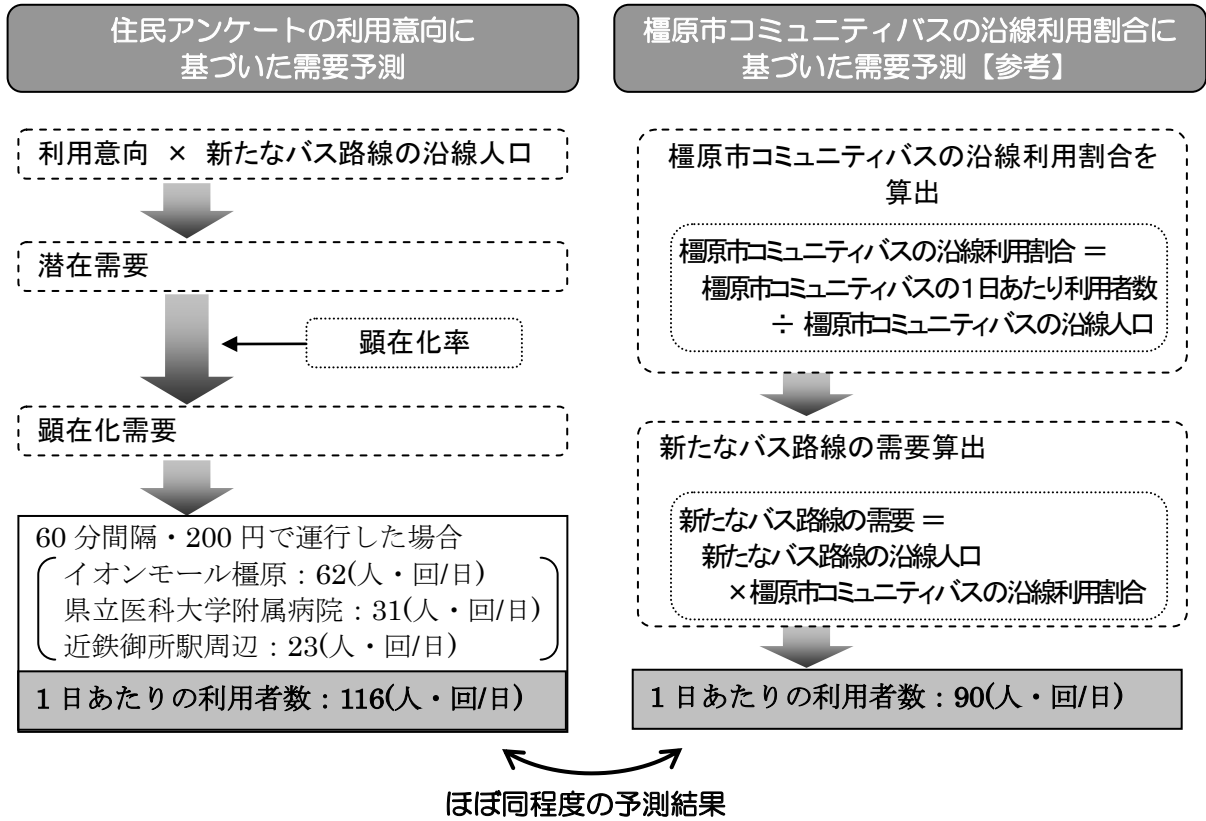 住民アンケートの利用意向に
基づいた需要予測
利用意向 × 新たなバス路線の沿線人口
潜在需要
顕在化率
顕在化需要
60 分間隔・200 円で運行した場合
イオンモール橿原：62(人・回/日)
県立医科大学附属病院：31(人・回/日)
近鉄御所駅周辺：23(人・回/日)
1 日あたりの利用者数：116(人・回/日)
橿原市コミュニティバスの沿線利用割合に
基づいた需要予測【参考】
橿原市コミュニティバスの沿線利用割合を
算出
橿原市コミュニティバスの沿線利用割合 ＝
橿原市コミュニティバスの1日あたり利用者数
÷ 橿原市コミュニティバスの沿線人口
新たなバス路線の需要算出
新たなバス路線の需要 ＝
新たなバス路線の沿線人口
×橿原市コミュニティバスの沿線利用割合
1 日あたりの利用者数：90(人・回/日)
ほぼ同程度の予測結果